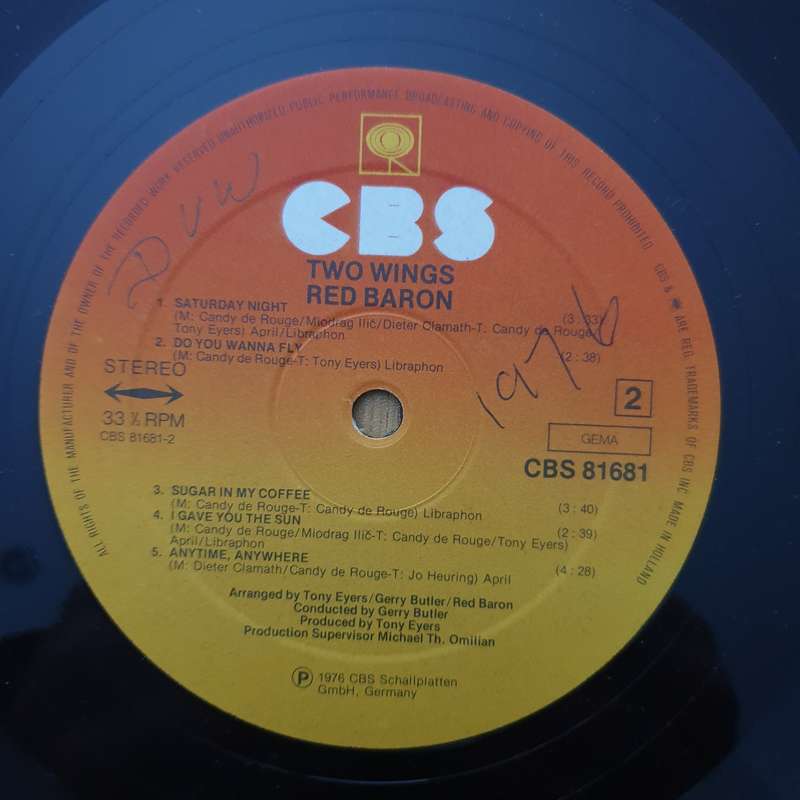 ALL RIGHTS OF THE MANUFACTURER AND OF THE OWNER OF THE RECORDED WORK RESERVED UNAUTHORIZED PUBLIC PERFORMANCE BROADCASTING AND COPYING OF THIS RECORD PROHIBITED. CBS & ARE REG. TRADEMARKS OF CBS INC. MADE IN HOLLAND
CBS
TWO WINGS
RED BARON
1. SATURDAY NIGHT (3:33)
(M: Candy de Rouge/Miodrag Ilić/Dieter Clamath-T: Candy de Rouge/
Tony Eyers) April/Libraphon
2. DO YOU WANNA FLY (2:38)
(M: Candy de Rouge-T: Tony Eyers) Libraphon
STEREO
33 ⅓ RPM
CBS 81681-2
1976
2
GEMA
CBS 81681
3. SUGAR IN MY COFFEE
(M: Candy de Rouge-T: Candy de Rouge) Libraphon (3:40)
4. I GAVE YOU THE SUN
(M: Candy de Rouge/Miodrag Ilič-T: Candy de Rouge/Tony Eyers) (2:39)
April/Libraphon
5. ANYTIME, ANYWHERE
(M: Dieter Clamath/Candy de Rouge-T: Jo Heuring) April (4:28)
Arranged by Tony Eyers/Gerry Butler/Red Baron
Conducted by Gerry Butler
Produced by Tony Eyers
Production Supervisor Michael Th. Omilian
℗ 1976 CBS Schallplatten
GmbH, Germany